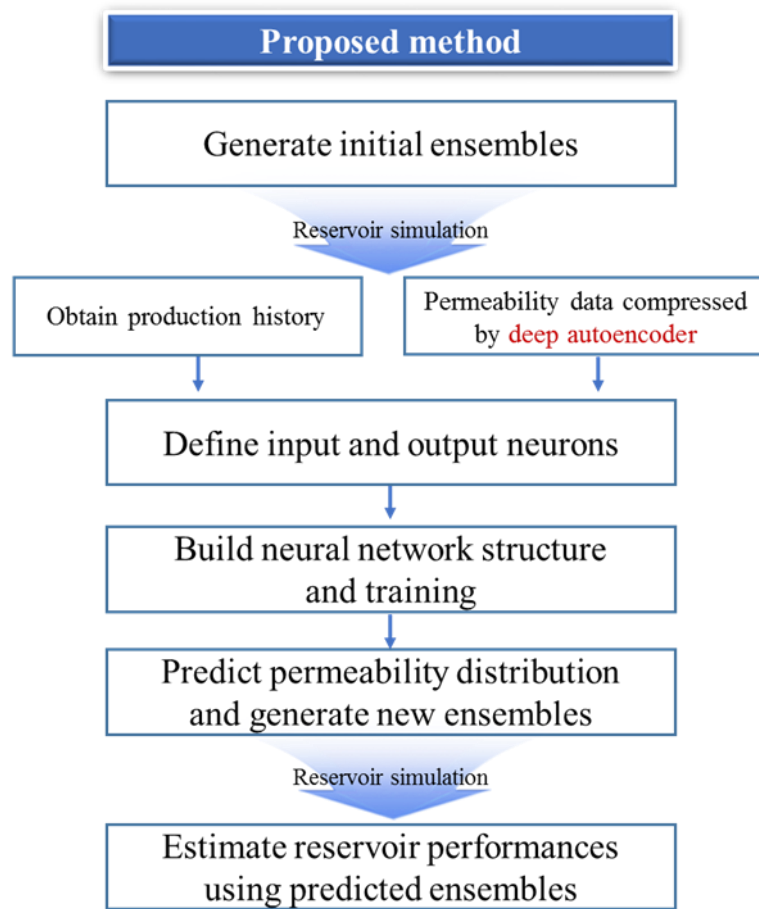 Proposed method
Generate initial ensembles
Reservoir simulation
Obtain production history
Permeability data compressed
by deep autoencoder
Define input and output neurons
Build neural network structure
and training
Predict permeability distribution
and generate new ensembles
Reservoir simulation
Estimate reservoir performances
using predicted ensembles